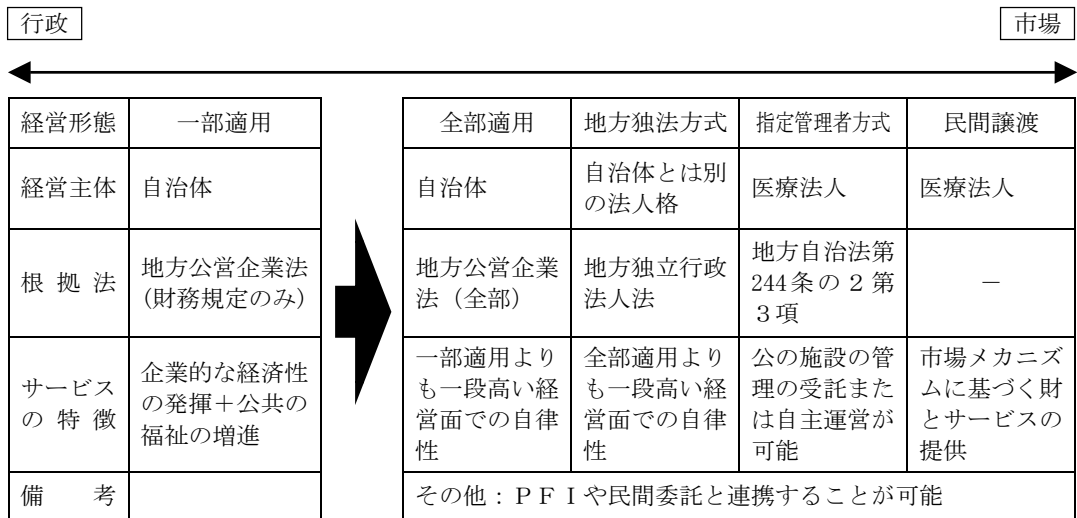 行政
市場
経営形態
一部適用
全部適用
地方独法方式
指定管理者方式
民間譲渡
経営主体
自治体
自治体
自治体とは別
の法人格
医療法人
医療法人
根拠法
地方公営企業法
(財務規定のみ)
地方公営企業
法（全部）
地方独立行政
法人法
地方自治法第
244条の２第
３項
－
サービス
の特徴
企業的な経済性
の発揮＋公共の
福祉の増進
一部適用より
も一段高い経
営面での自律
性
全部適用より
も一段高い経
営面での自律
性
公の施設の管
理の受託また
は自主運営が
可能
市場メカニズ
ムに基づく財
とサービスの
提供
備考
その他：ＰＦＩや民間委託と連携することが可能